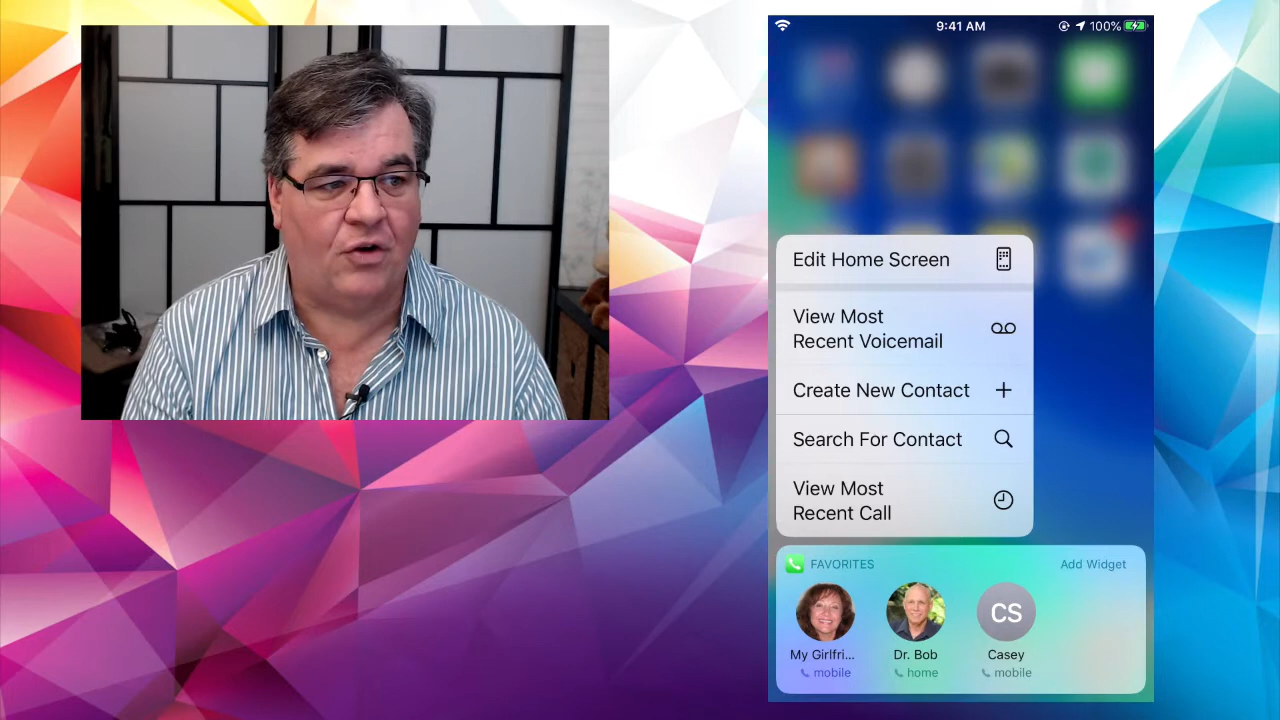 9:41 AM
100%
Edit Home Screen
View Most
Recent Voicemail
Create New Contact
Search For Contact
View Most
Recent Call
FAVORITES
Add Widget
My Girlfri...
Dr. Bob
CS
Casey
mobile
home
mobile